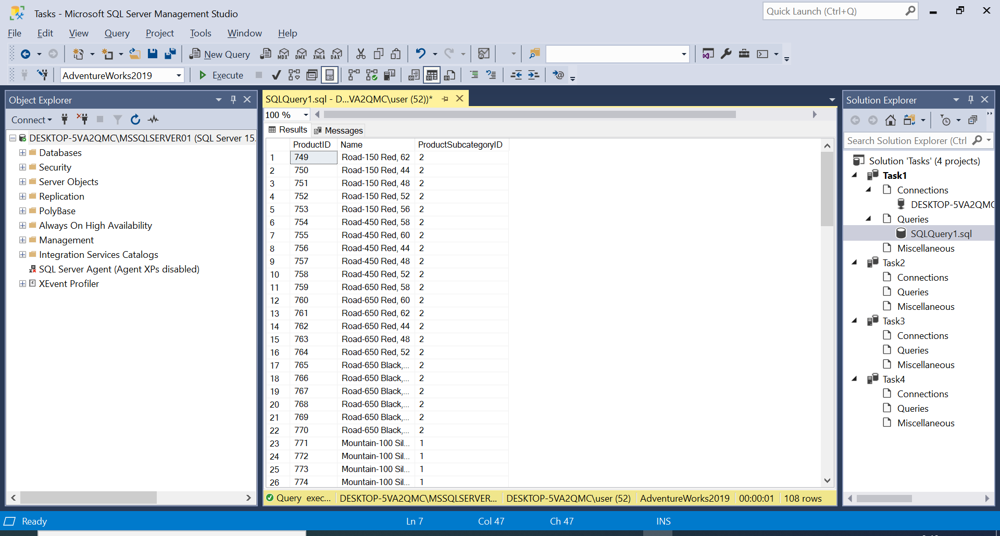 Tasks - Microsoft SQL Server Management Studio
Quick Launch (Ctrl+Q)
File Edit View Query Project Tools Window Help
New Query MDX DMX XMLA DAX
AdventureWorks2019 Execute
Object Explorer
Connect
DESKTOP-5VA2QMC\MSSQLSERVER01 (SQL Server 15.
Databases
Security
Server Objects
Replication
PolyBase
Always On High Availability
Management
Integration Services Catalogs
SQL Server Agent (Agent XPs disabled)
XEvent Profiler
SQLQuery1.sql - D...VA2QMC\user (52))*
100 %
Results Messages
ProductID Name ProductSubcategoryID
1 749 Road-150 Red, 62 2
2 750 Road-150 Red, 44 2
3 751 Road-150 Red, 48 2
4 752 Road-150 Red, 52 2
5 753 Road-150 Red, 56 2
6 754 Road-450 Red, 58 2
7 755 Road-450 Red, 60 2
8 756 Road-450 Red, 44 2
9 757 Road-450 Red, 48 2
10 758 Road-450 Red, 52 2
11 759 Road-650 Red, 58 2
12 760 Road-650 Red, 60 2
13 761 Road-650 Red, 62 2
14 762 Road-650 Red, 44 2
15 763 Road-650 Red, 48 2
16 764 Road-650 Red, 52 2
17 765 Road-650 Black,... 2
18 766 Road-650 Black,... 2
19 767 Road-650 Black,... 2
20 768 Road-650 Black,... 2
21 769 Road-650 Black,... 2
22 770 Road-650 Black,... 2
23 771 Mountain-100 Sil... 1
24 772 Mountain-100 Sil... 1
25 773 Mountain-100 Sil... 1
26 774 Mountain-100 Sil... 1
Query exec... DESKTOP-5VA2QMC\MSSQLSERVER... DESKTOP-5VA2QMC\user (52) AdventureWorks2019 00:00:01 108 rows
Solution Explorer
Search Solution Explorer (Ctrl
Solution 'Tasks' (4 projects)
Task1
Connections
DESKTOP-5VA2QMC
Queries
SQLQuery1.sql
Miscellaneous
Task2
Connections
Queries
Miscellaneous
Task3
Connections
Queries
Miscellaneous
Task4
Connections
Queries
Miscellaneous
Ready Ln 7 Col 47 Ch 47 INS